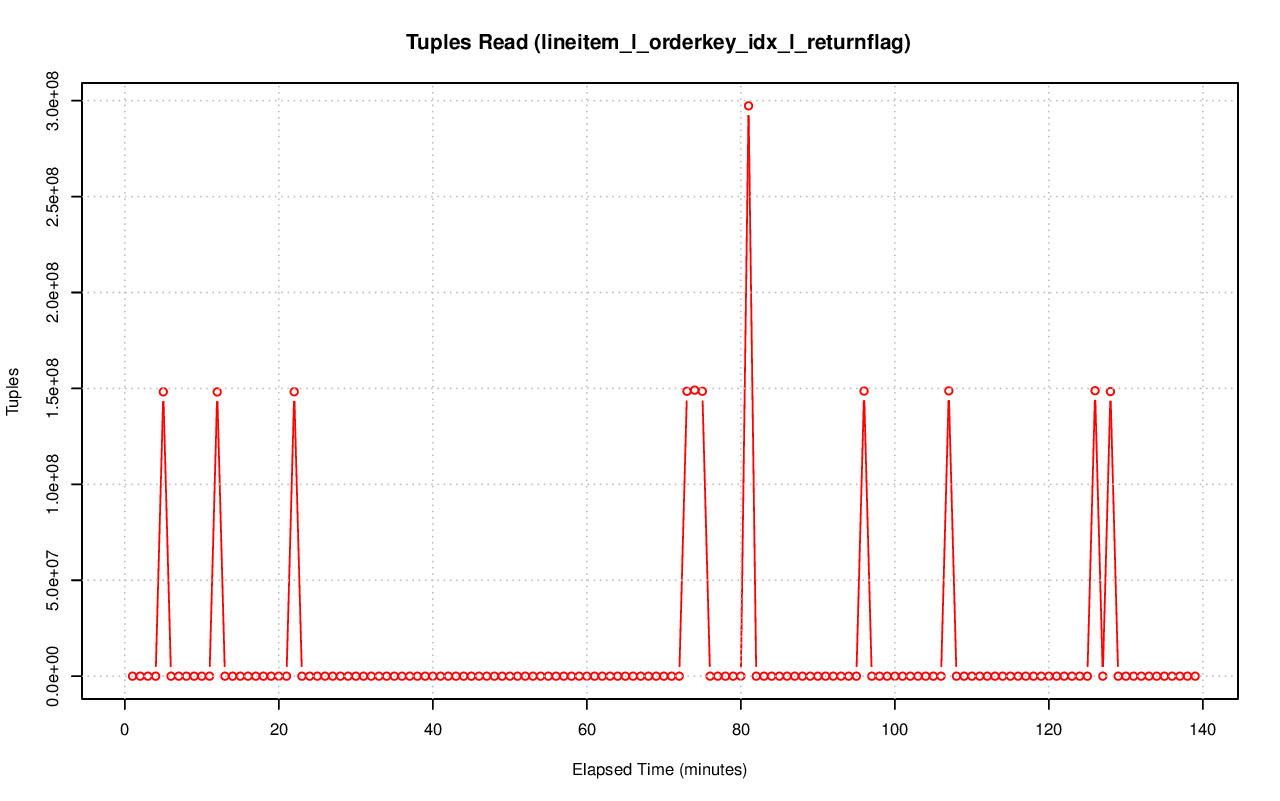 Tuples Read (lineitem_l_orderkey_idx_l_returnflag)
3.0e+08
2.5e+08
2.0e+08
1.5e+08
1.0e+08
5.0e+07
0.0e+00
Tuples
0 20 40 60 80 100 120 140
Elapsed Time (minutes)